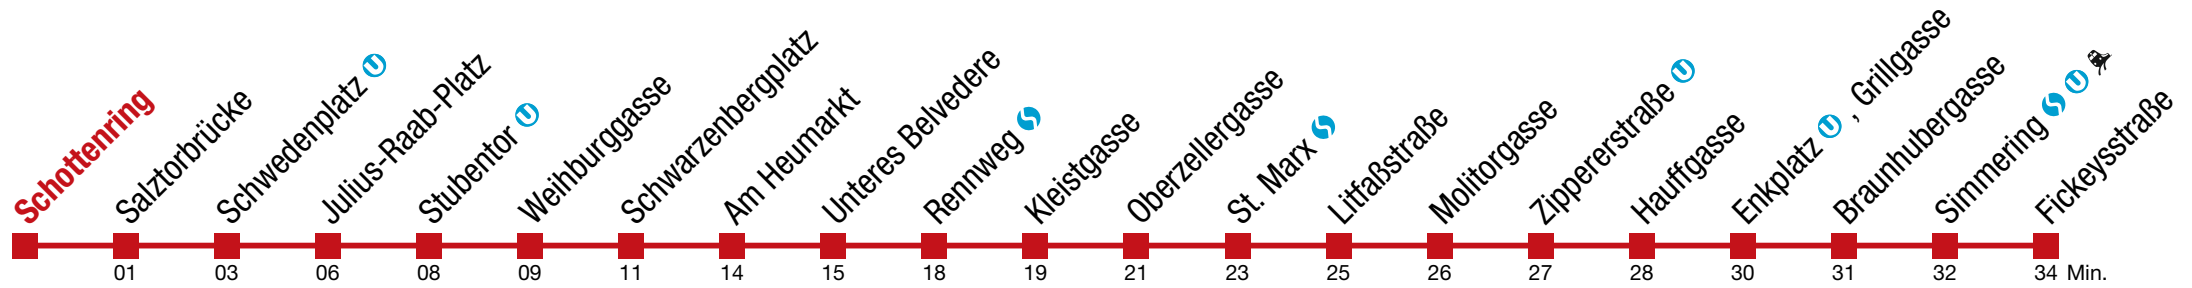 Schottenring
Salztorbrücke
Schwedenplatz U
Julius-Raab-Platz
Stubentor U
Weihburggasse
Schwarzenbergplatz
Am Heumarkt
Unteres Belvedere
Rennweg S
Kleistgasse
Oberzellergasse
St. Marx S
Litfaßstraße
Molitorgasse
Zippererstraße U
Hauffgasse
Enkplatz U , Grillgasse
Braunhubergasse
Simmering S U
Fickeysstraße
01 03 06 08 09 11 14 15 18 19 21 23 25 26 27 28 30 31 32 34 Min.